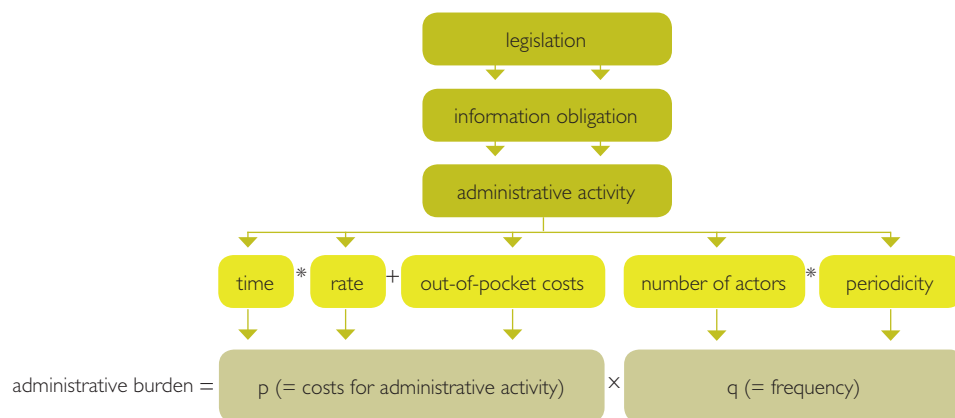 legislation
information obligation
administrative activity
time * rate + out-of-pocket costs number of actors * periodicity
administrative burden = p (= costs for administrative activity) x q (= frequency)